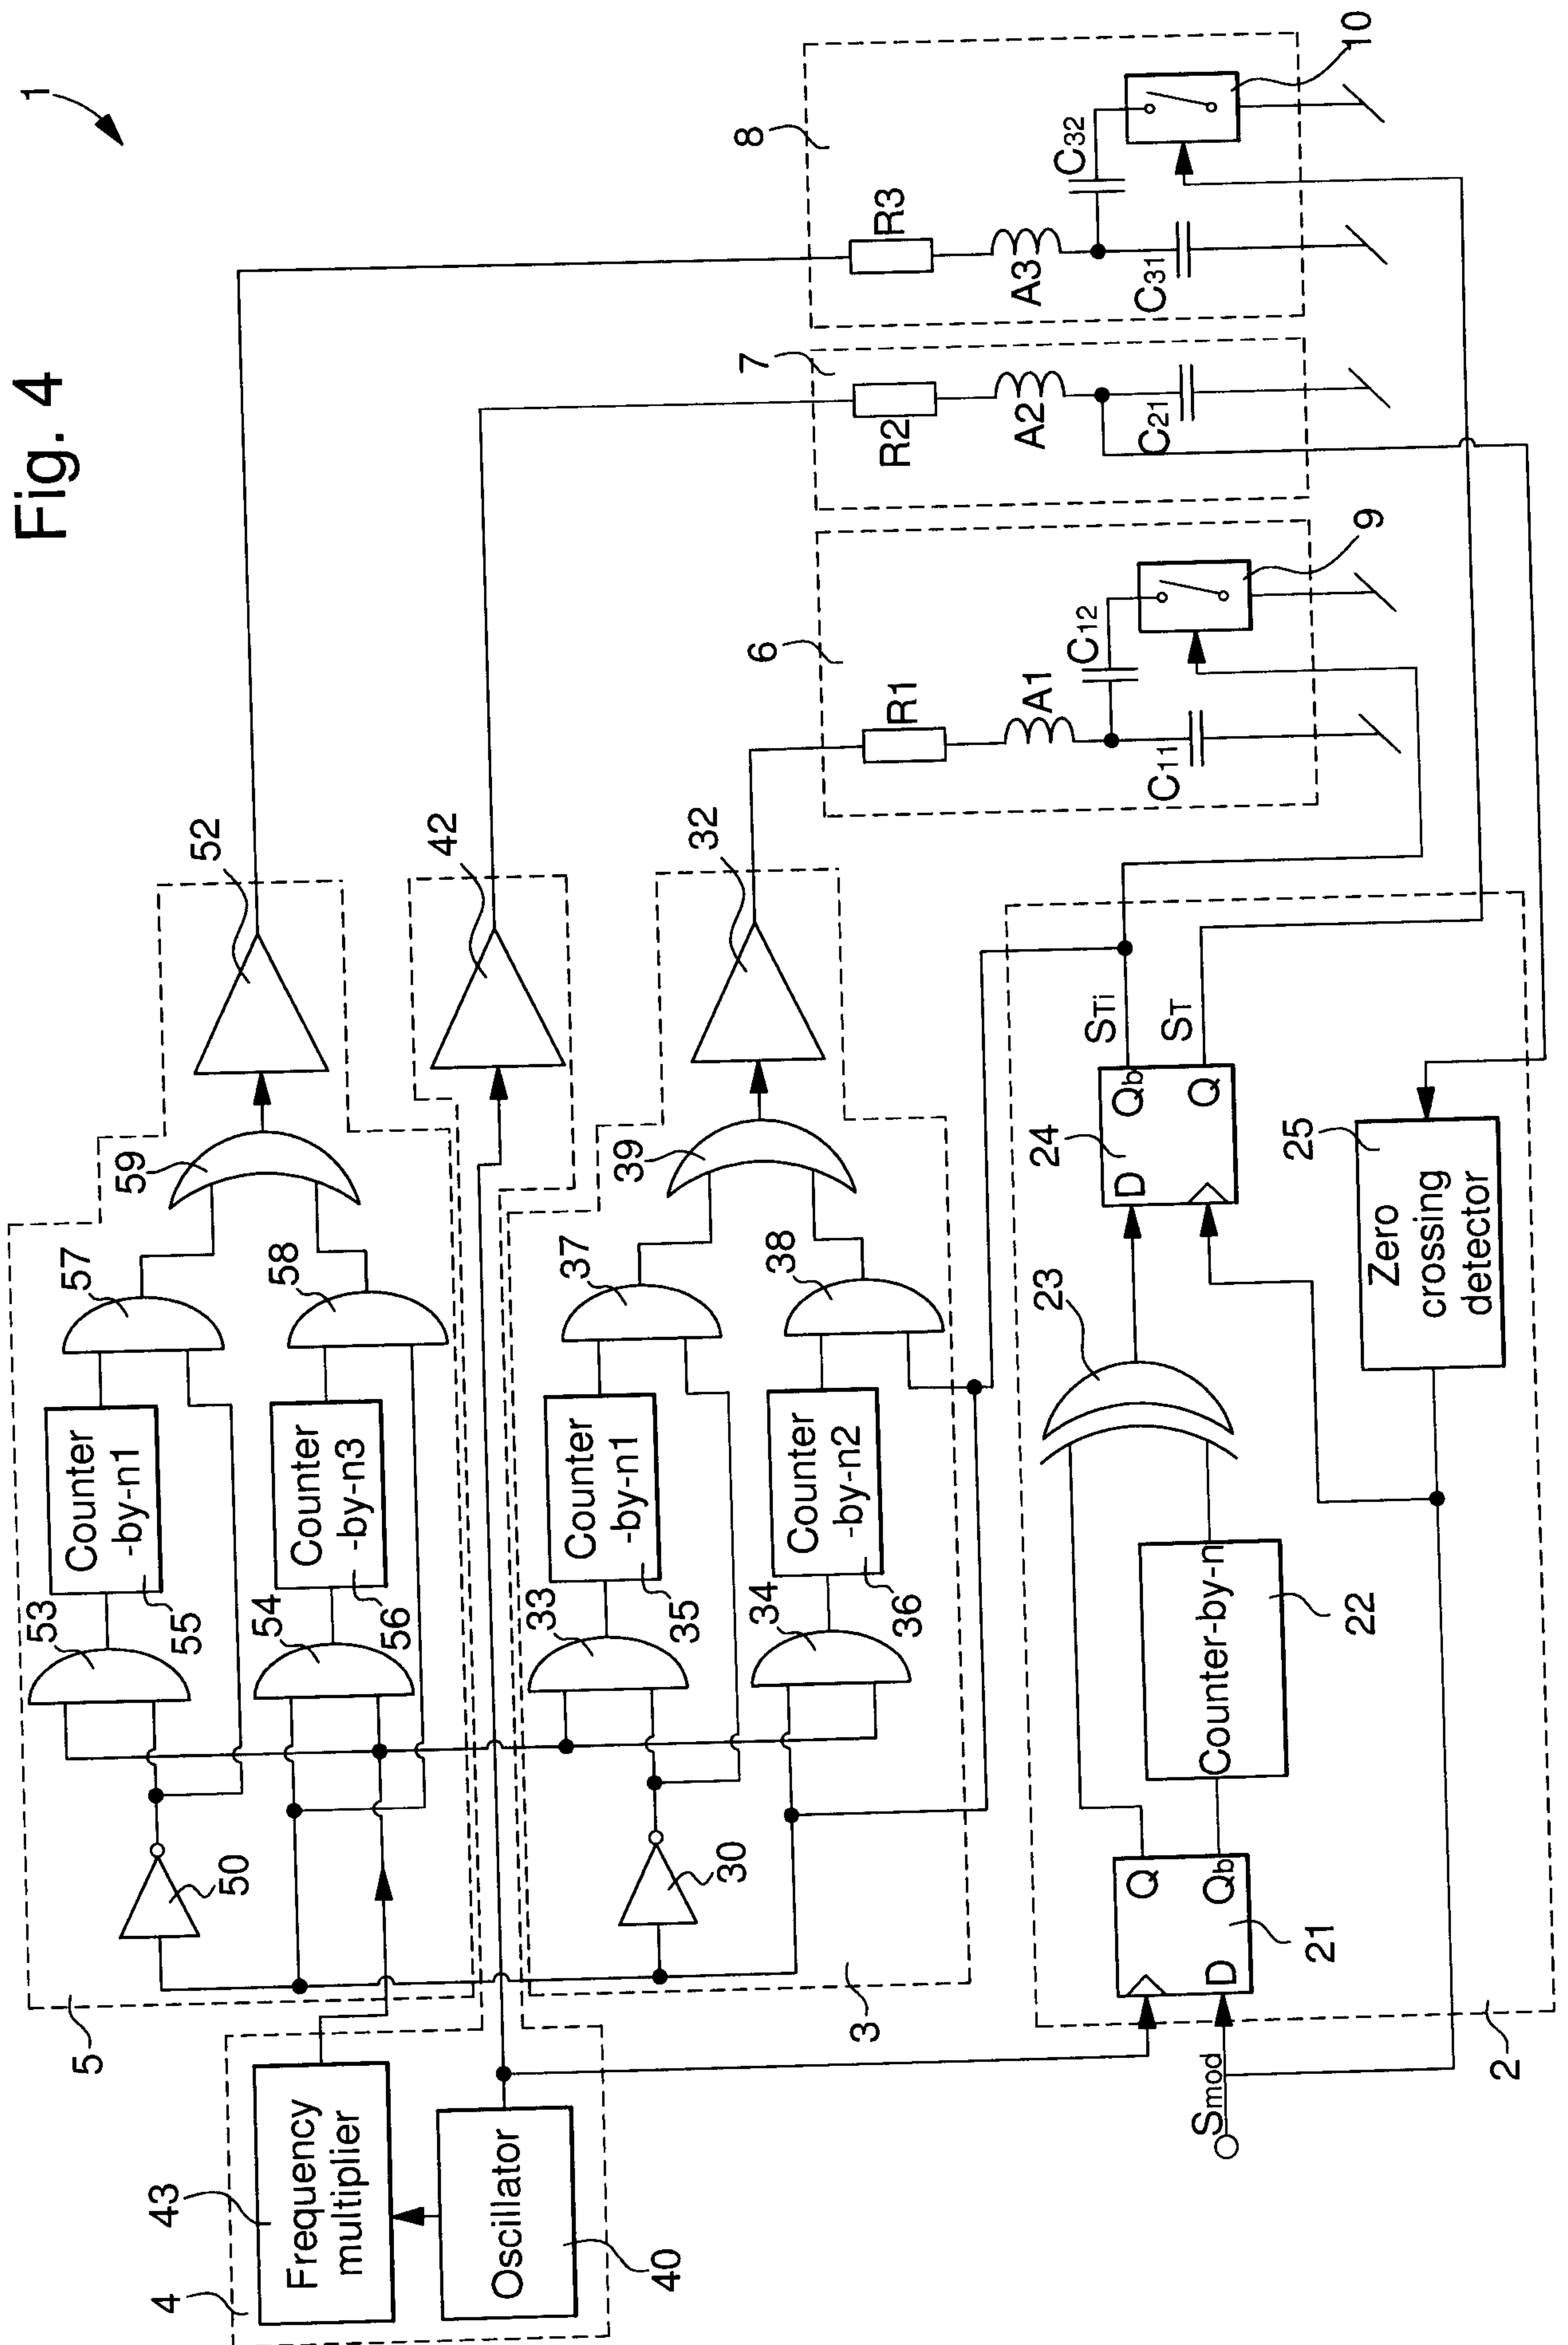 Fig. 4
1
5
50
53
Counter
-by-n1
55
57
54
Counter
-by-n3
56
58
59
52
42
4
43
Frequency
multiplier
Oscillator
40
3
30
33
Counter
-by-n1
35
37
34
Counter
-by-n2
36
38
39
32
8
R3
A3
C31
C32
10
7
R2
A2
C21
6
R1
A1
C11
C12
9
Smod
2
D
Q
Qb
21
Counter-by-n
22
23
24
D
Qb
Q
STi
ST
25
Zero
crossing
detector